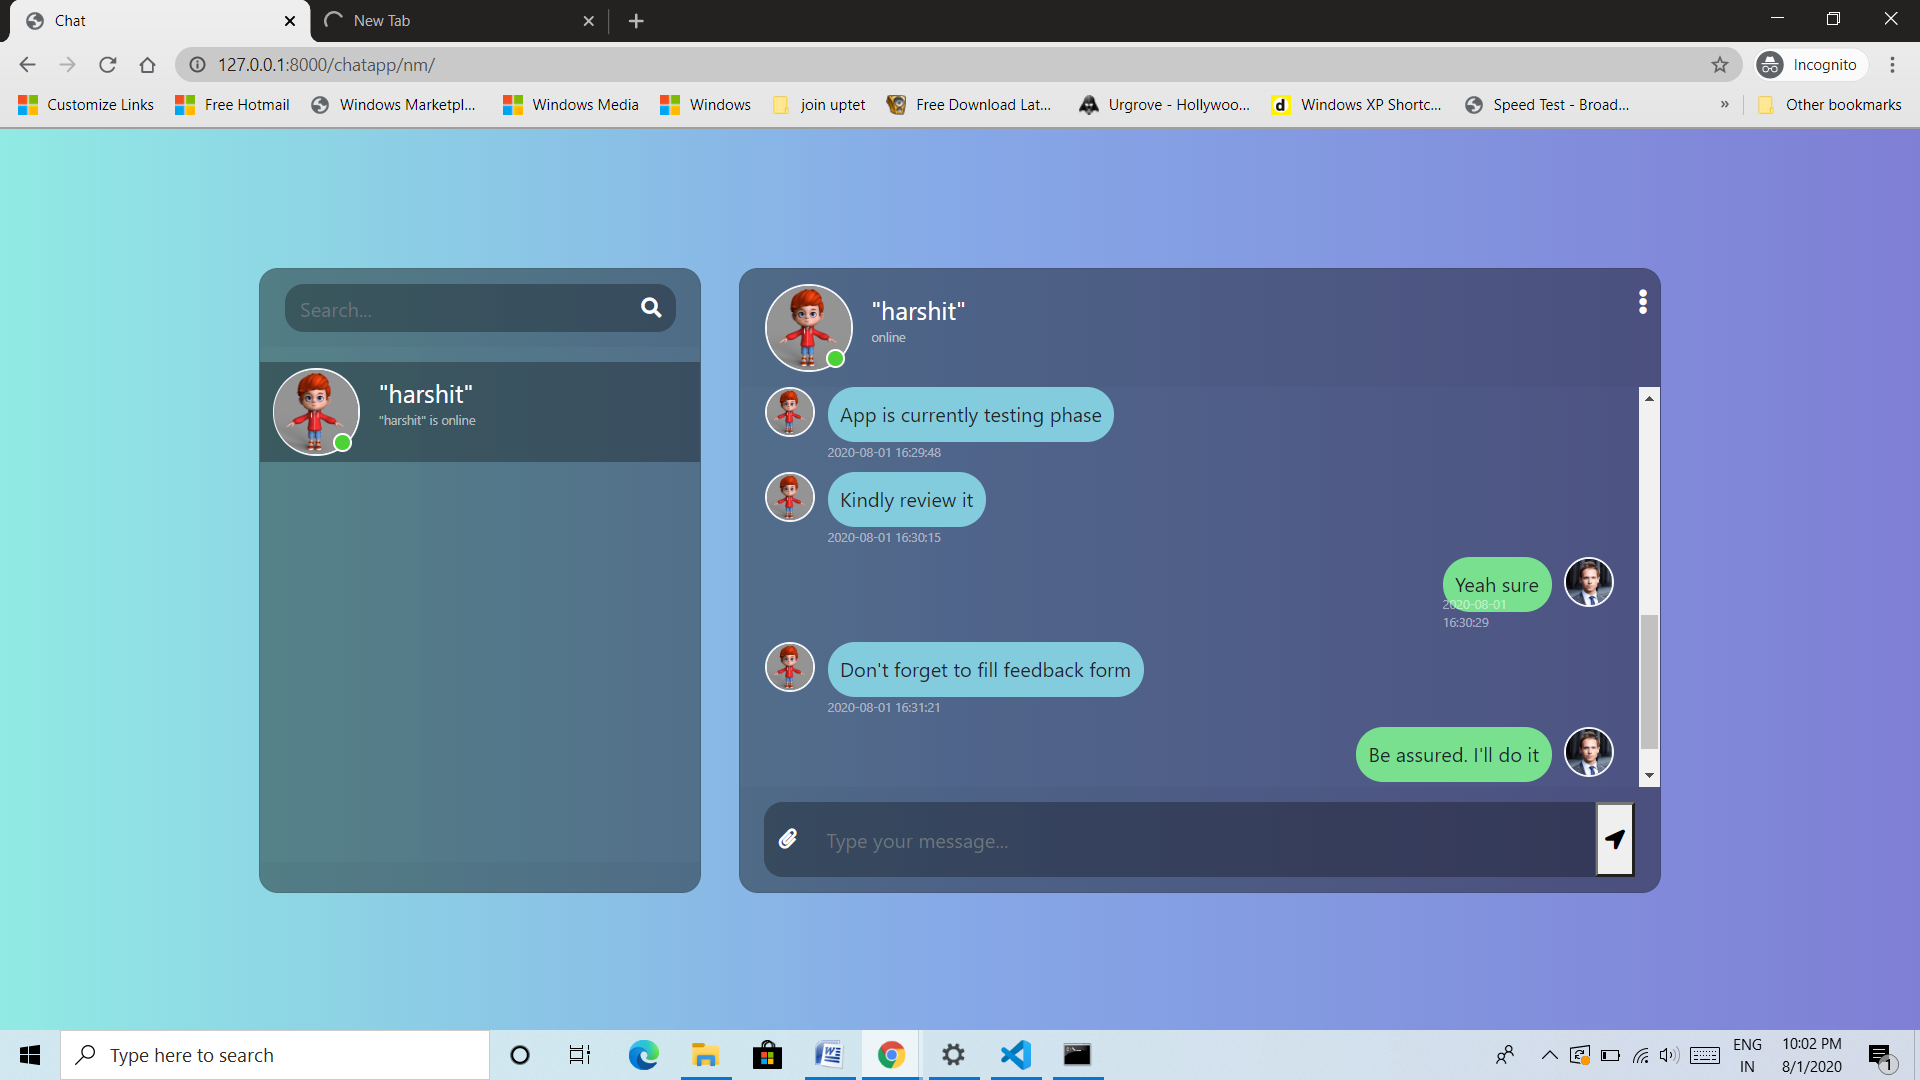 Chat
New Tab
127.0.0.1:8000/chatapp/nm/
Incognito
Customize Links
Free Hotmail
Windows Marketpl...
Windows Media
Windows
join uptet
Free Download Lat...
Urgrove - Hollywoo...
d
Windows XP Shortc...
Speed Test - Broad...
»
Other bookmarks
Search...
"harshit"
"harshit" is online
"harshit"
online
App is currently testing phase
2020-08-01 16:29:48
Kindly review it
2020-08-01 16:30:15
Yeah sure
2020-08-01
16:30:29
Don't forget to fill feedback form
2020-08-01 16:31:21
Be assured. I'll do it
Type your message...
Type here to search
ENG
IN
10:02 PM
8/1/2020
1